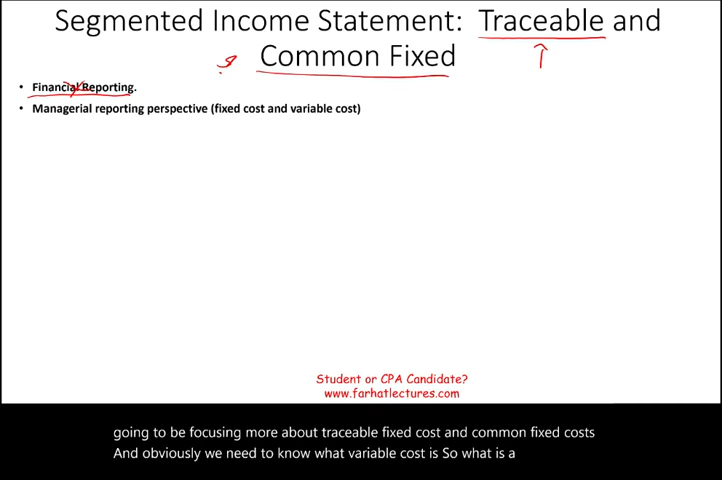 Segmented Income Statement: Traceable and
Common Fixed
• Financial Reporting.
• Managerial reporting perspective (fixed cost and variable cost)
Student or CPA Candidate?
www.farhatlectures.com
going to be focusing more about traceable fixed cost and common fixed costs
And obviously we need to know what variable cost is So what is a